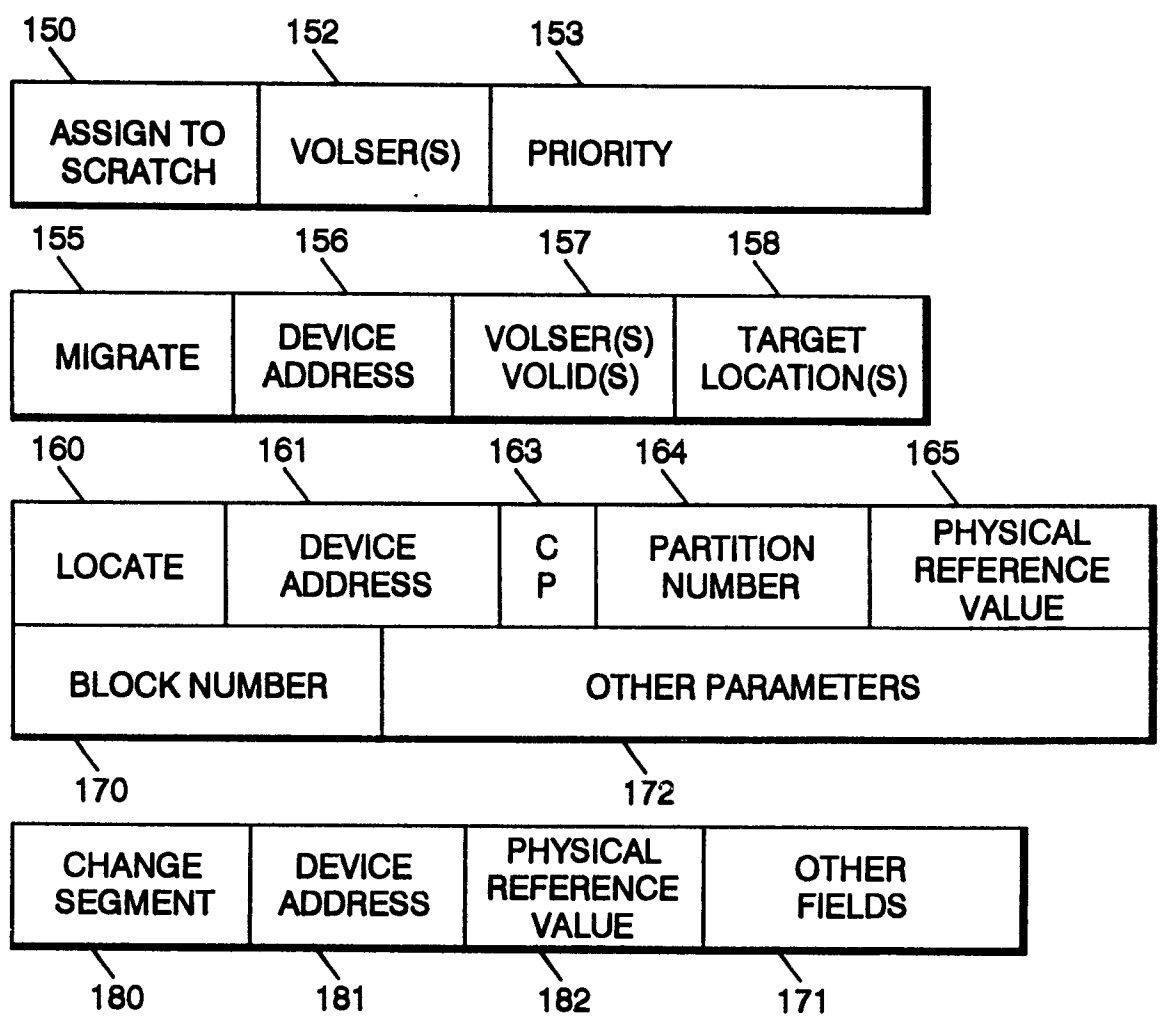 150 152 153
ASSIGN TO
SCRATCH
VOLSER(S)
PRIORITY
155 156 157 158
MIGRATE
DEVICE
ADDRESS
VOLSER(S)
VOLID(S)
TARGET
LOCATION(S)
160 161 163 164 165
LOCATE
DEVICE
ADDRESS
C
P
PARTITION
NUMBER
PHYSICAL
REFERENCE
VALUE
BLOCK NUMBER
OTHER PARAMETERS
170 172
CHANGE
SEGMENT
DEVICE
ADDRESS
PHYSICAL
REFERENCE
VALUE
OTHER
FIELDS
180 181 182 171